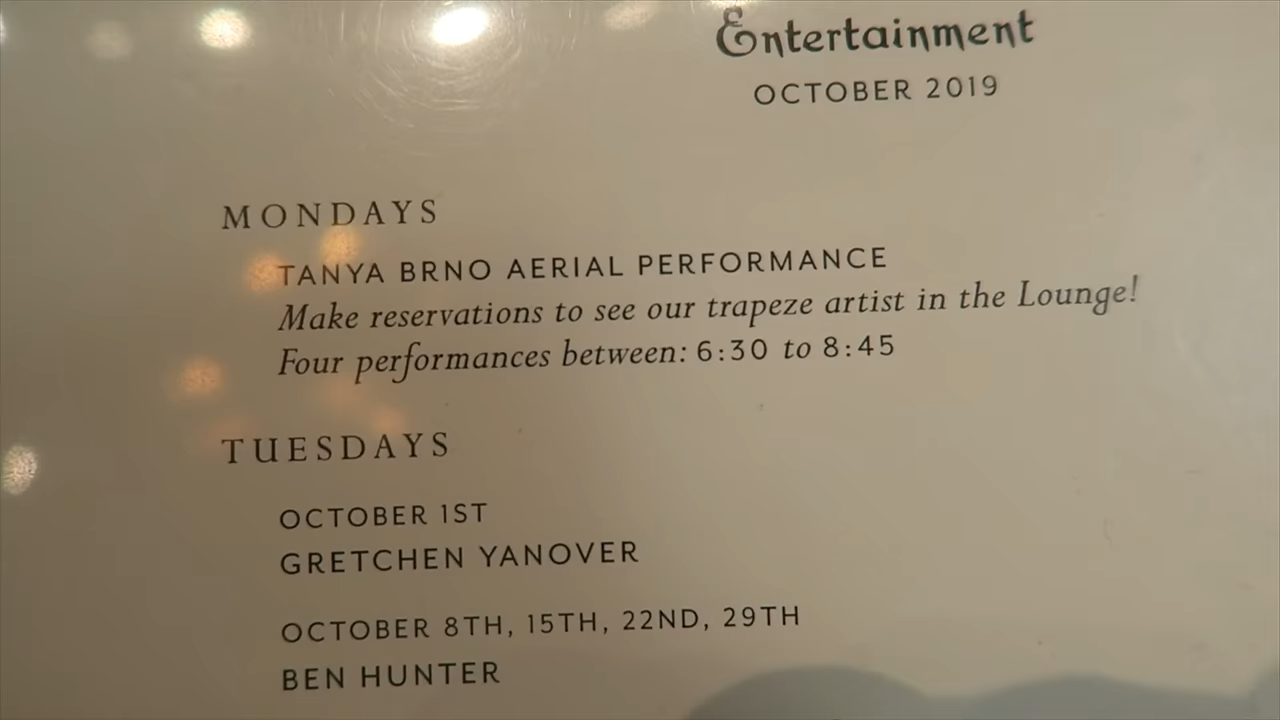 Entertainment
OCTOBER 2019
MONDAYS
TANYA BRNO AERIAL PERFORMANCE
Make reservations to see our trapeze artist in the Lounge!
Four performances between: 6:30 to 8:45
TUESDAYS
OCTOBER 1ST
GRETCHEN YANOVER
OCTOBER 8TH, 15TH, 22ND, 29TH
BEN HUNTER